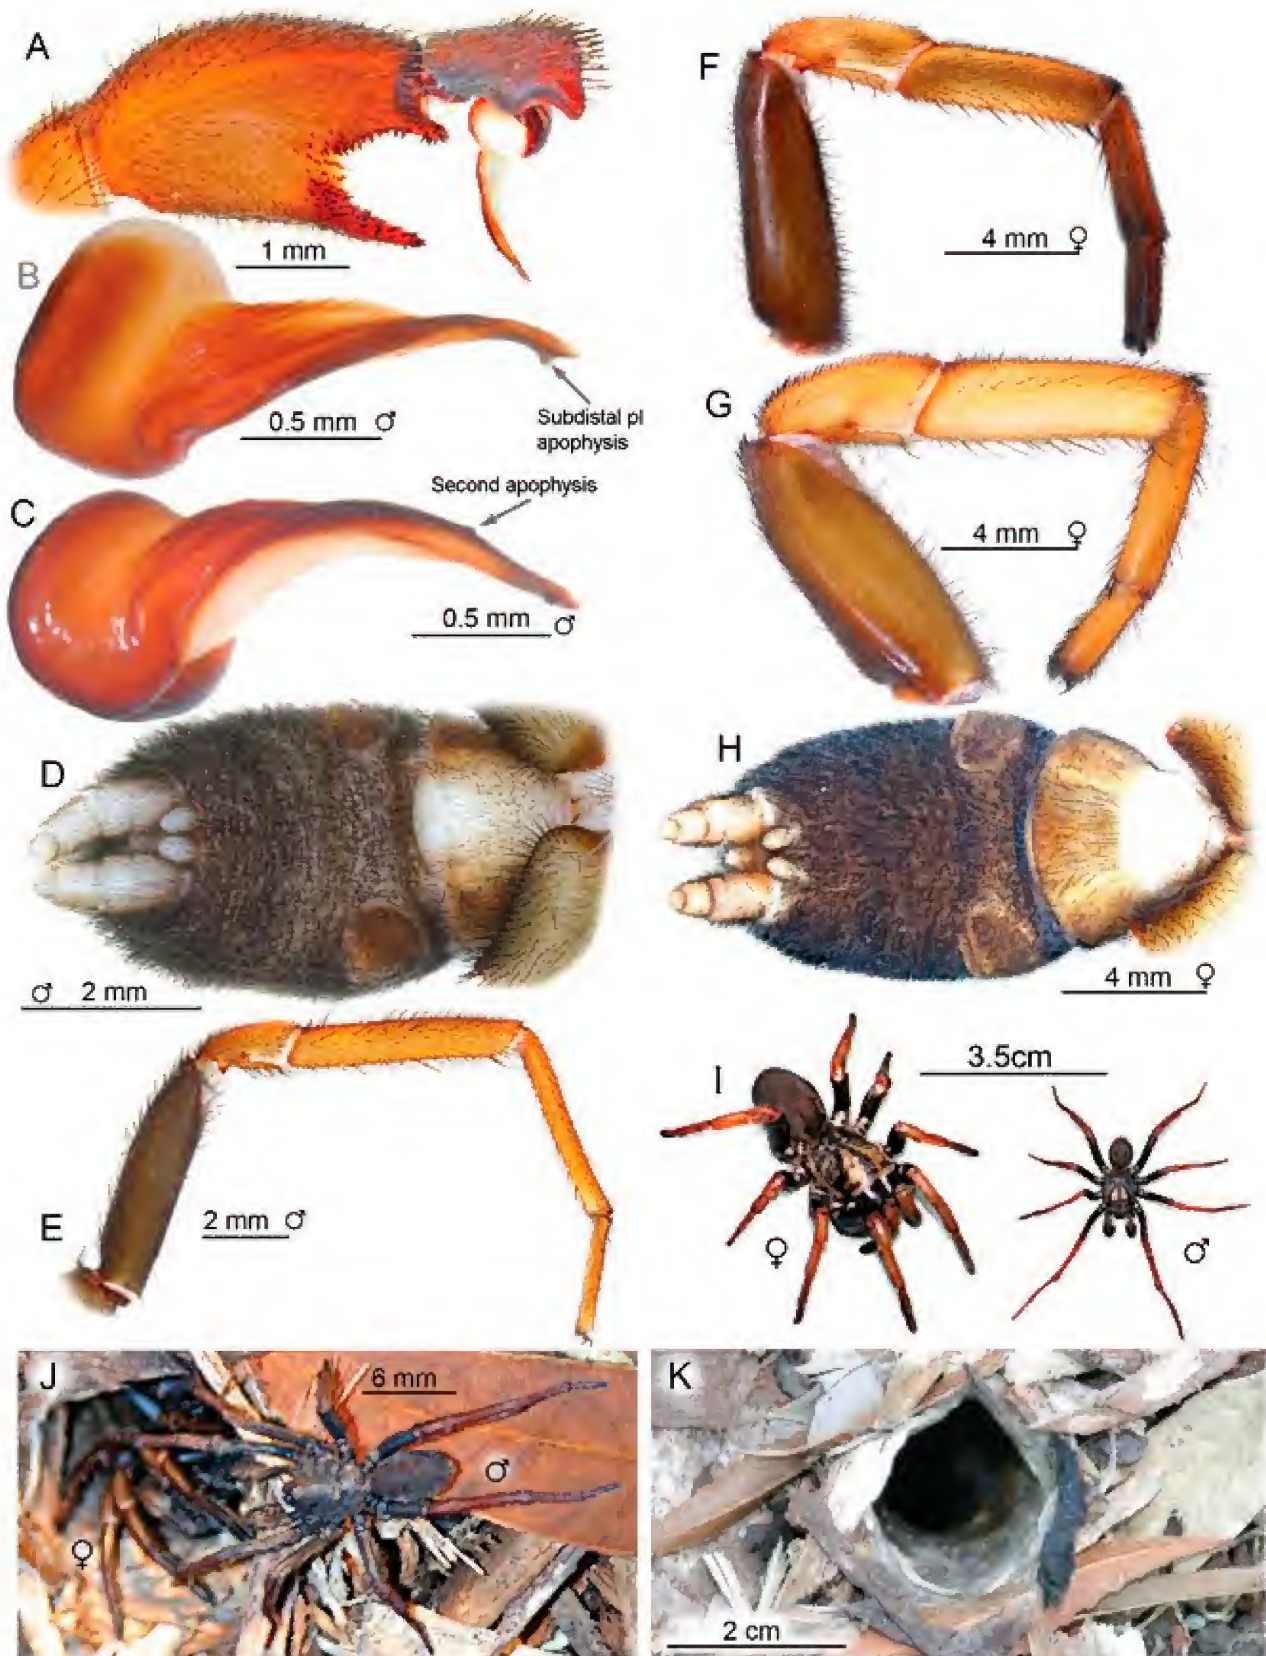 A
1 mm
B
0.5 mm ♂
Subdistal pl
apophysis
C
Second apophysis
0.5 mm ♂
D
♂ 2 mm
E
2 mm ♂
F
4 mm ♀
G
4 mm ♀
H
4 mm ♀
I
3.5cm
♀
♂
J
6 mm
♂
♀
K
2 cm